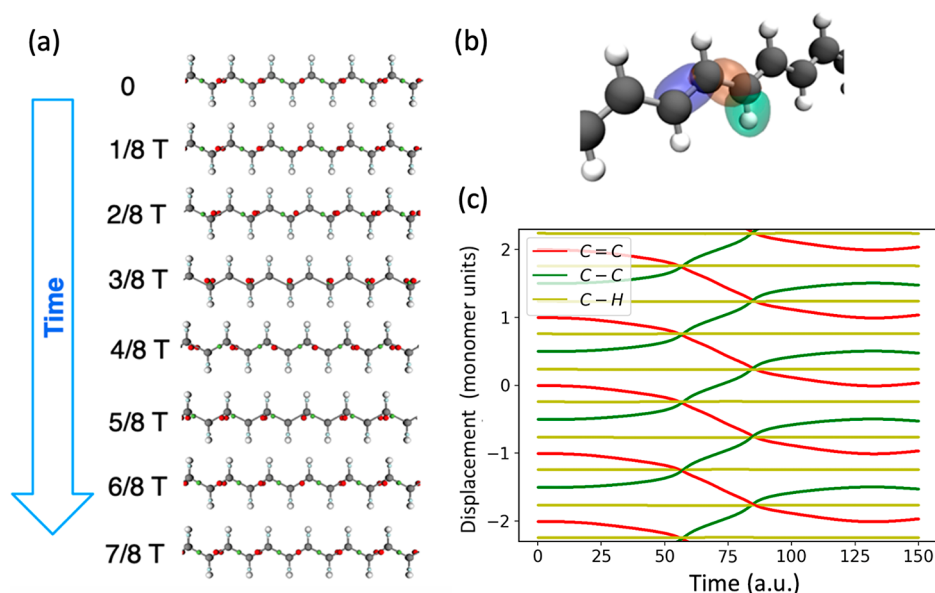 (a)
0
1/8 T
2/8 T
3/8 T
4/8 T
5/8 T
6/8 T
7/8 T
Time
(b)
(c)
C = C
C − C
C − H
Displacement (monomer units)
2
1
0
−1
−2
0 25 50 75 100 125 150
Time (a.u.)